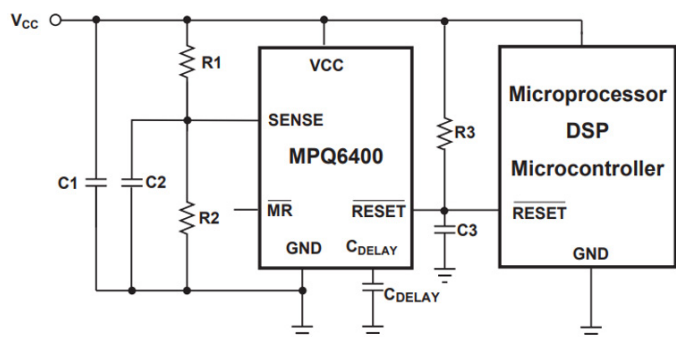 VCC
R1
VCC
Microprocessor
DSP
Microcontroller
SENSE
R3
MPQ6400
C1
C2
R2
MR
RESET
C3
RESET
GND
CDELAY
GND
CDELAY